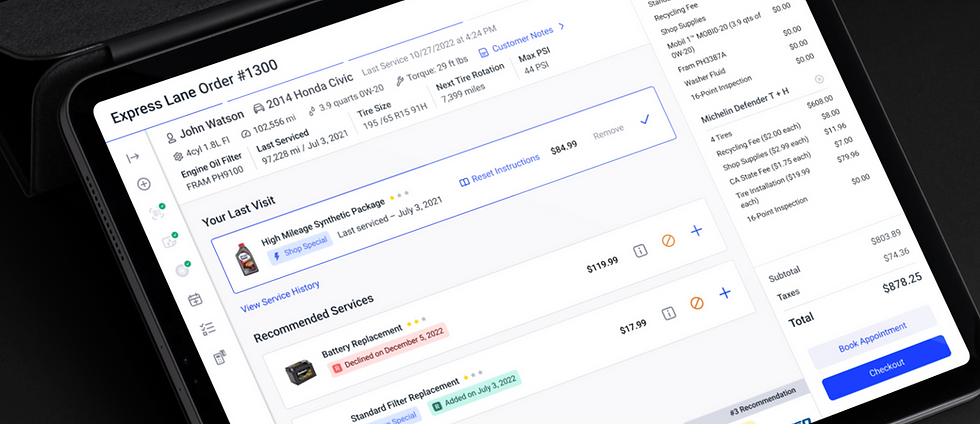 Express Lane Order #1300
John Watson
2014 Honda Civic
Last Service 10/27/2022 at 4:24 PM
4cyl 1.8L FI
102,556 mi
3.9 quarts 0W-20
Torque: 29 ft lbs
Customer Notes
Engine Oil Filter
FRAM PH9100
Last Serviced
97,228 mi / Jul 3, 2021
Tire Size
195 /65 R15 91H
Next Tire Rotation
7,399 miles
Max PSI
44 PSI
Your Last Visit
High Mileage Synthetic Package
Shop Special
Last serviced – July 3, 2021
Reset Instructions
$84.99
Remove
View Service History
Recommended Services
Battery Replacement
Declined on December 5, 2022
$119.99
Standard Filter Replacement
Special
Added on July 3, 2022
$17.99
#3 Recommendation
Recycling Fee
$0.00
Shop Supplies
Mobil 1™ MOBI0-20 (3.9 qts of
0W-20)
$0.00
Fram PH3387A
$0.00
Washer Fluid
$0.00
16-Point Inspection
$0.00
Michelin Defender T + H
4 Tires
$608.00
Recycling Fee ($2.00 each)
$8.00
Shop Supplies ($2.99 each)
$11.96
CA State Fee ($1.75 each)
$7.00
Tire Installation ($19.99
each)
$79.96
16-Point Inspection
$0.00
Subtotal
$803.89
Taxes
$74.36
Total
$878.25
Book Appointment
Checkout